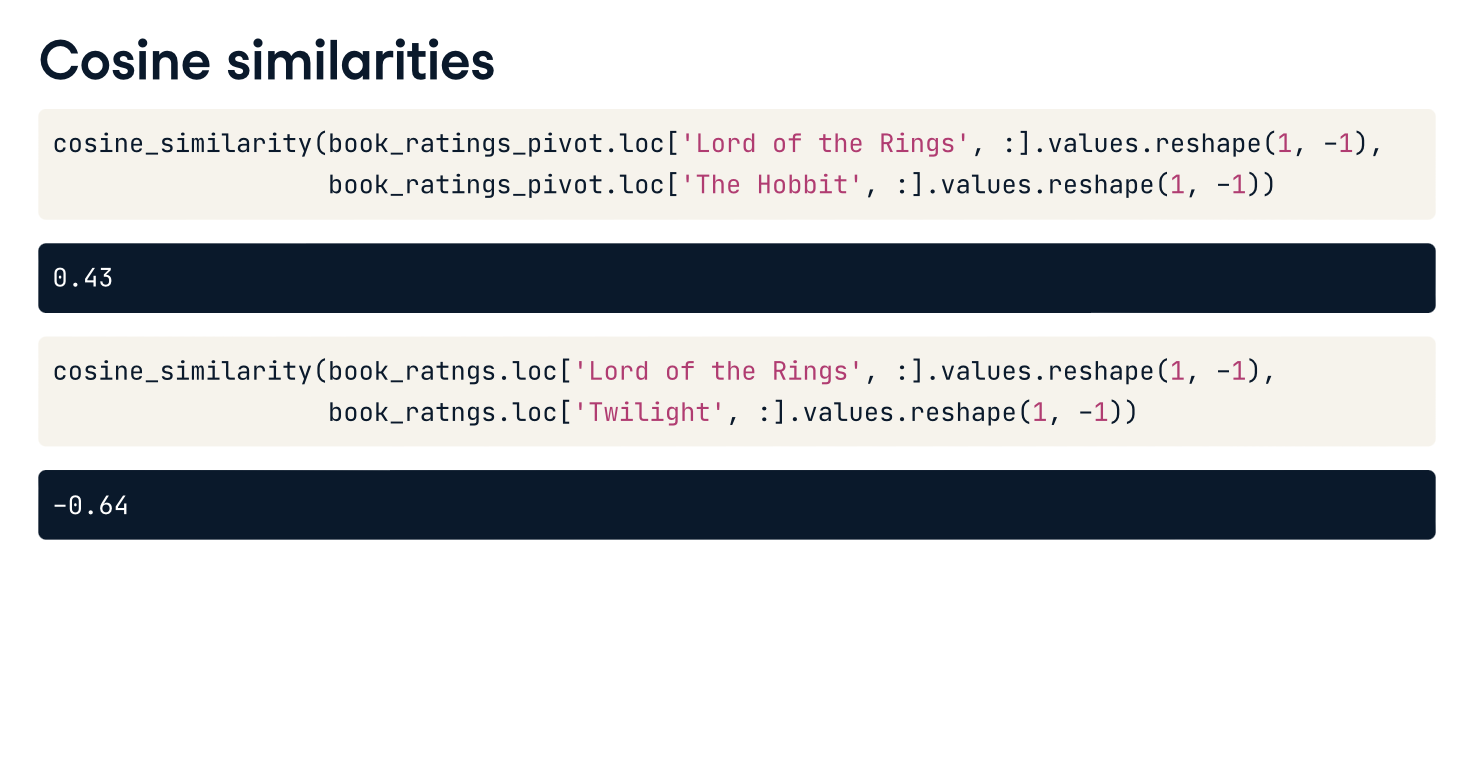 Cosine similarities
cosine_similarity(book_ratings_pivot.loc['Lord of the Rings', :].values.reshape(1, -1),
book_ratings_pivot.loc['The Hobbit', :].values.reshape(1, -1))
0.43
cosine_similarity(book_ratngs.loc['Lord of the Rings', :].values.reshape(1, -1),
book_ratngs.loc['Twilight', :].values.reshape(1, -1))
-0.64